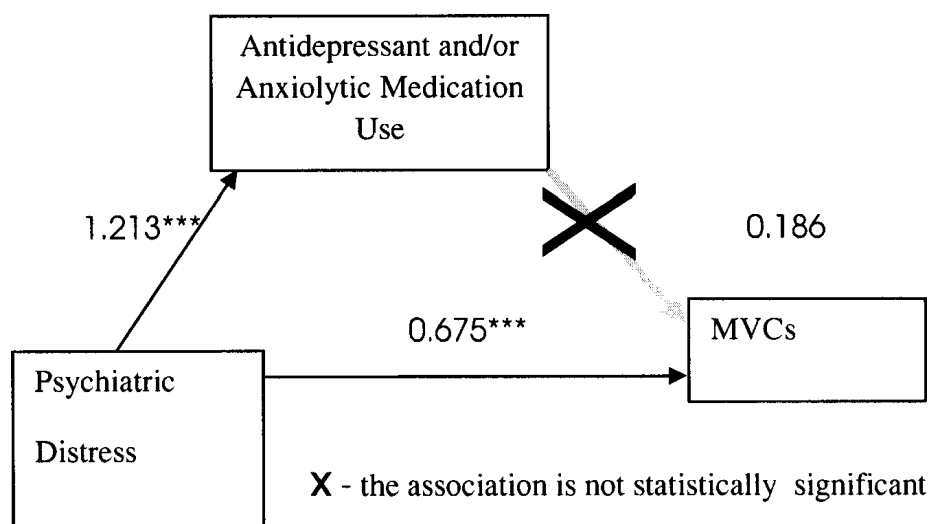 Antidepressant and/or
Anxiolytic Medication
Use
1.213***
0.186
0.675***
MVCs
Psychiatric
Distress
X - the association is not statistically significant